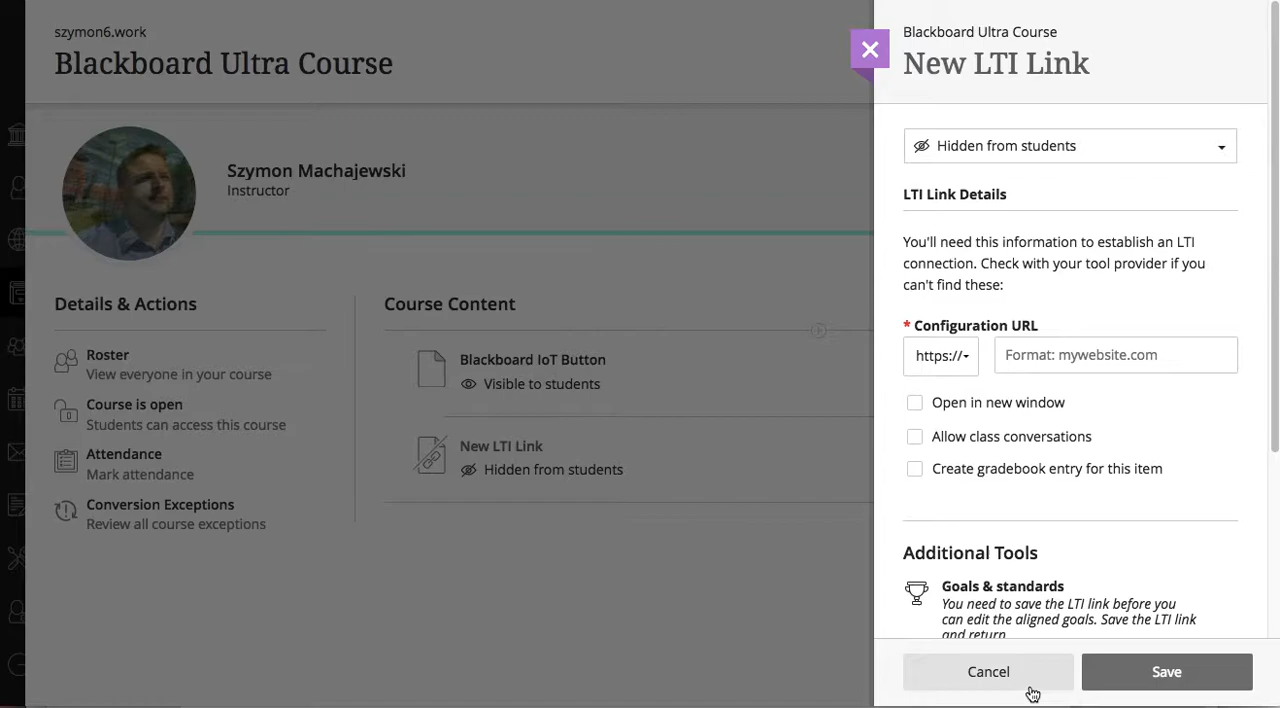 szymon6.work
Blackboard Ultra Course
Szymon Machajewski
Instructor
Details & Actions
Roster
View everyone in your course
Course is open
Students can access this course
Attendance
Mark attendance
Conversion Exceptions
Review all course exceptions
Course Content
Blackboard IoT Button
Visible to students
New LTI Link
Hidden from students
Blackboard Ultra Course
New LTI Link
Hidden from students
LTI Link Details
You'll need this information to establish an LTI
connection. Check with your tool provider if you
can't find these:
* Configuration URL
https:// Format: mywebsite.com
Open in new window
Allow class conversations
Create gradebook entry for this item
Additional Tools
Goals & standards
You need to save the LTI link before you
can edit the aligned goals. Save the LTI link
and return
Cancel Save